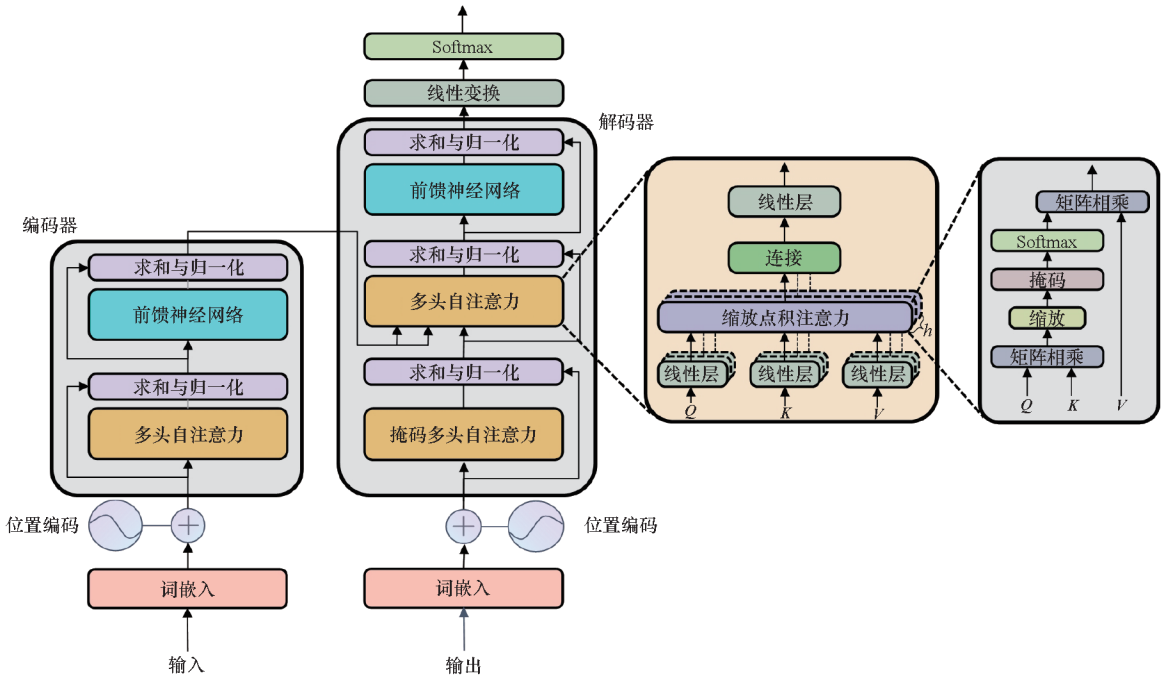 Softmax
线性变换
解码器
求和与归一化
前馈神经网络
求和与归一化
多头自注意力
求和与归一化
掩码多头自注意力
位置编码
词嵌入
输出
编码器
求和与归一化
前馈神经网络
求和与归一化
多头自注意力
位置编码
词嵌入
输入
线性层
连接
缩放点积注意力
h
线性层 线性层 线性层
Q K V
矩阵相乘
Softmax
掩码
缩放
矩阵相乘
Q K V